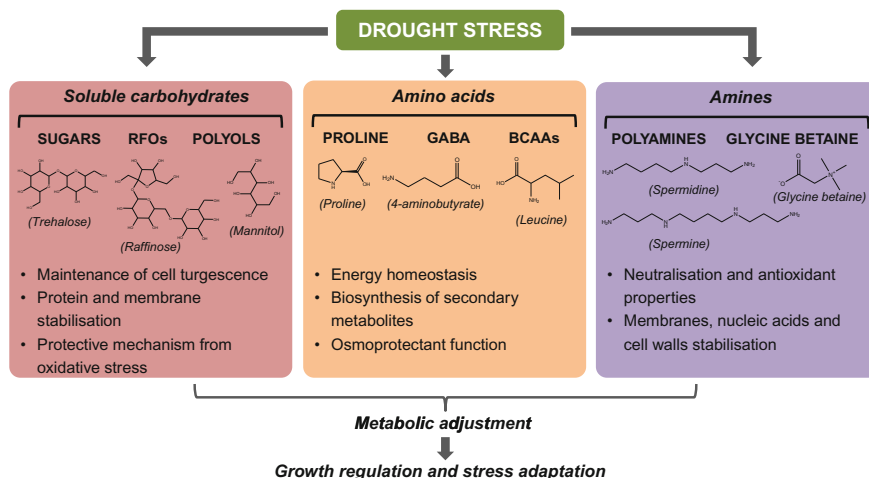 DROUGHT STRESS
Soluble carbohydrates
SUGARS RFOs POLYOLS
(Trehalose)
(Raffinose)
(Mannitol)
• Maintenance of cell turgescence
• Protein and membrane
stabilisation
• Protective mechanism from
oxidative stress
Amino acids
PROLINE GABA BCAAs
(Proline)
(4-aminobutyrate)
(Leucine)
• Energy homeostasis
• Biosynthesis of secondary
metabolites
• Osmoprotectant function
Amines
POLYAMINES GLYCINE BETAINE
(Spermidine)
(Glycine betaine)
(Spermine)
• Neutralisation and antioxidant
properties
• Membranes, nucleic acids and
cell walls stabilisation
Metabolic adjustment
Growth regulation and stress adaptation